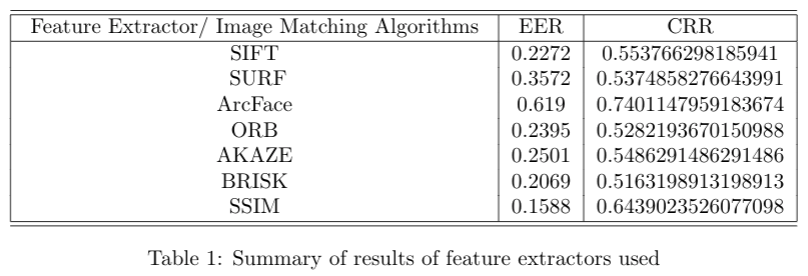 Feature Extractor/ Image Matching Algorithms EER CRR
SIFT 0.2272 0.553766298185941
SURF 0.3572 0.5374858276643991
ArcFace 0.619 0.7401147959183674
ORB 0.2395 0.5282193670150988
AKAZE 0.2501 0.5486291486291486
BRISK 0.2069 0.5163198913198913
SSIM 0.1588 0.6439023526077098
Table 1: Summary of results of feature extractors used